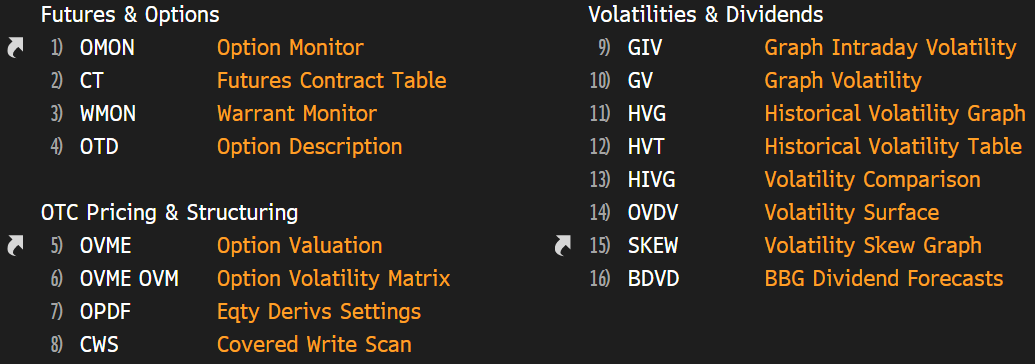 Futures & Options
1) OMON Option Monitor
2) CT Futures Contract Table
3) WMON Warrant Monitor
4) OTD Option Description
OTC Pricing & Structuring
5) OVME Option Valuation
6) OVME OVM Option Volatility Matrix
7) OPDF Eqty Derivs Settings
8) CWS Covered Write Scan
Volatilities & Dividends
9) GIV Graph Intraday Volatility
10) GV Graph Volatility
11) HVG Historical Volatility Graph
12) HVT Historical Volatility Table
13) HIVG Volatility Comparison
14) OVDV Volatility Surface
15) SKEW Volatility Skew Graph
16) BDVD BBG Dividend Forecasts